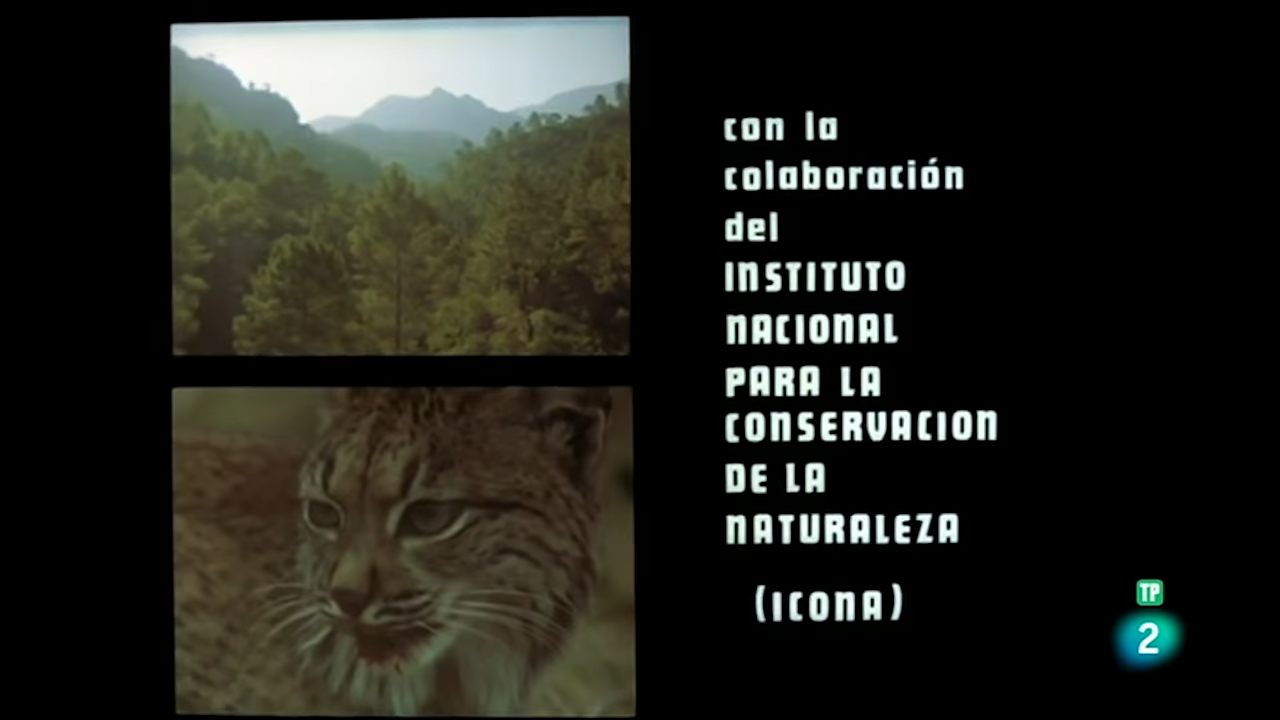 con la
colaboración
del
INSTITUTO
NACIONAL
PARA LA
CONSERVACION
DE LA
NATURALEZA
(ICONA)
TP
2